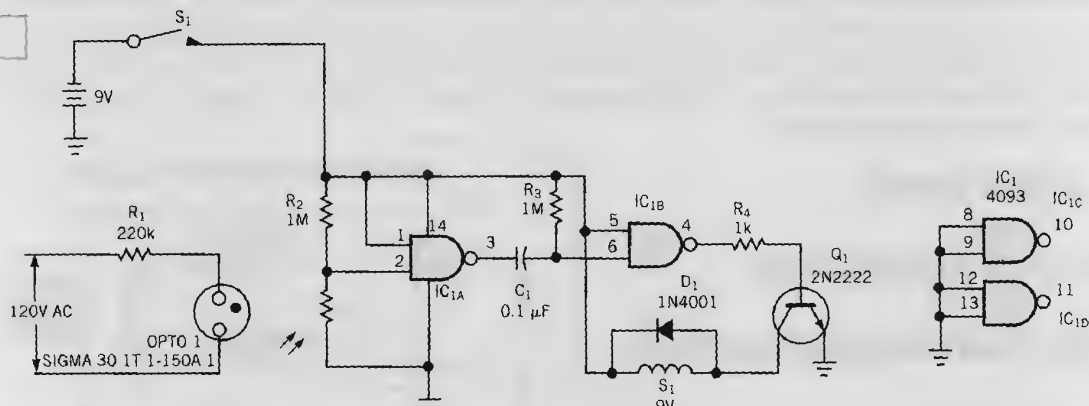 S1
9V
R1
220k
120V AC
OPTO 1
SIGMA 30 1T 1-150A 1
R2
1M
14
1
2
3
IC1A
C1
0.1 µF
R3
1M
5
6
IC1B
4
R4
1k
D1
1N4001
S1
9V
Q1
2N2222
IC1
4093
IC1C
8
9
10
12
13
11
IC1D